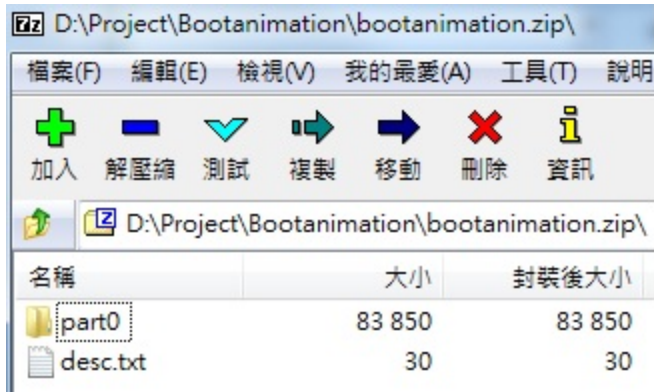 D:\Project\Bootanimation\bootanimation.zip\
檔案(F) 編輯(E) 檢視(V) 我的最愛(A) 工具(T) 說明
加入 解壓縮 測試 複製 移動 刪除 資訊
D:\Project\Bootanimation\bootanimation.zip\
名稱 大小 封裝後大小
part0 83 850 83 850
desc.txt 30 30